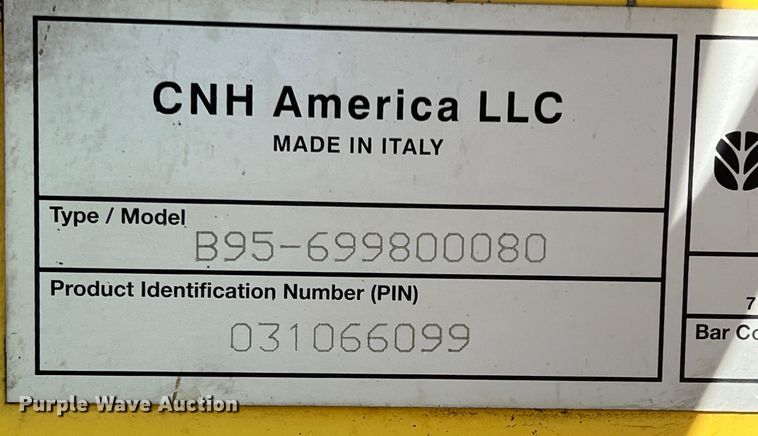 CNH America LLC
MADE IN ITALY
Type / Model
B95-699800080
Product Identification Number (PIN)
031066099
7
Bar Co
Purple Wave Auction